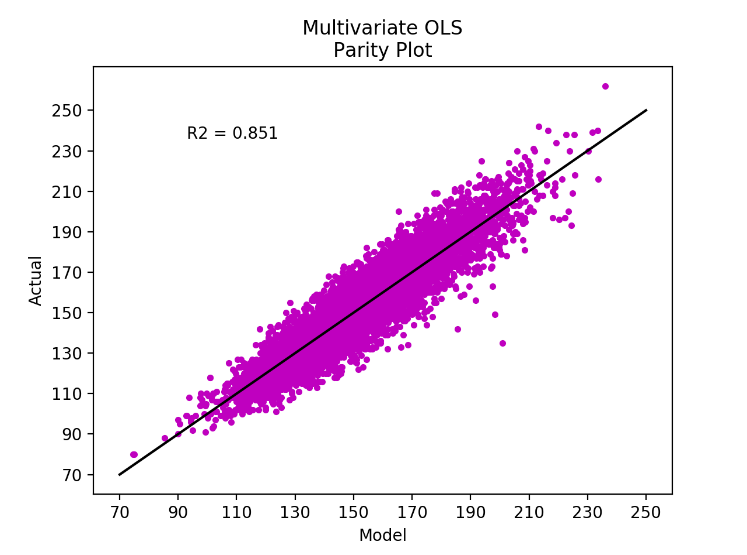 Multivariate OLS
Parity Plot
R2 = 0.851
Actual
250
230
210
190
170
150
130
110
90
70
70 90 110 130 150 170 190 210 230 250
Model